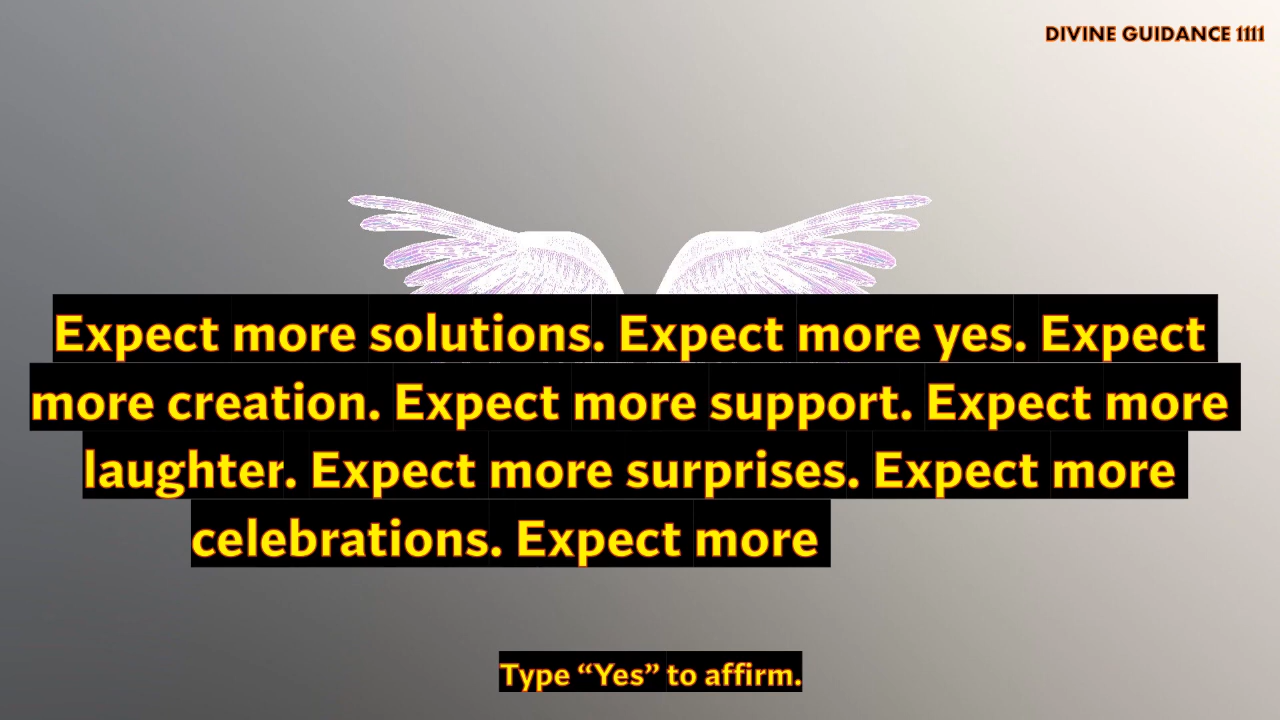 DIVINE GUIDANCE 1111
Expect more solutions. Expect more yes. Expect
more creation. Expect more support. Expect more
laughter. Expect more surprises. Expect more
celebrations. Expect more
Type “Yes” to affirm.